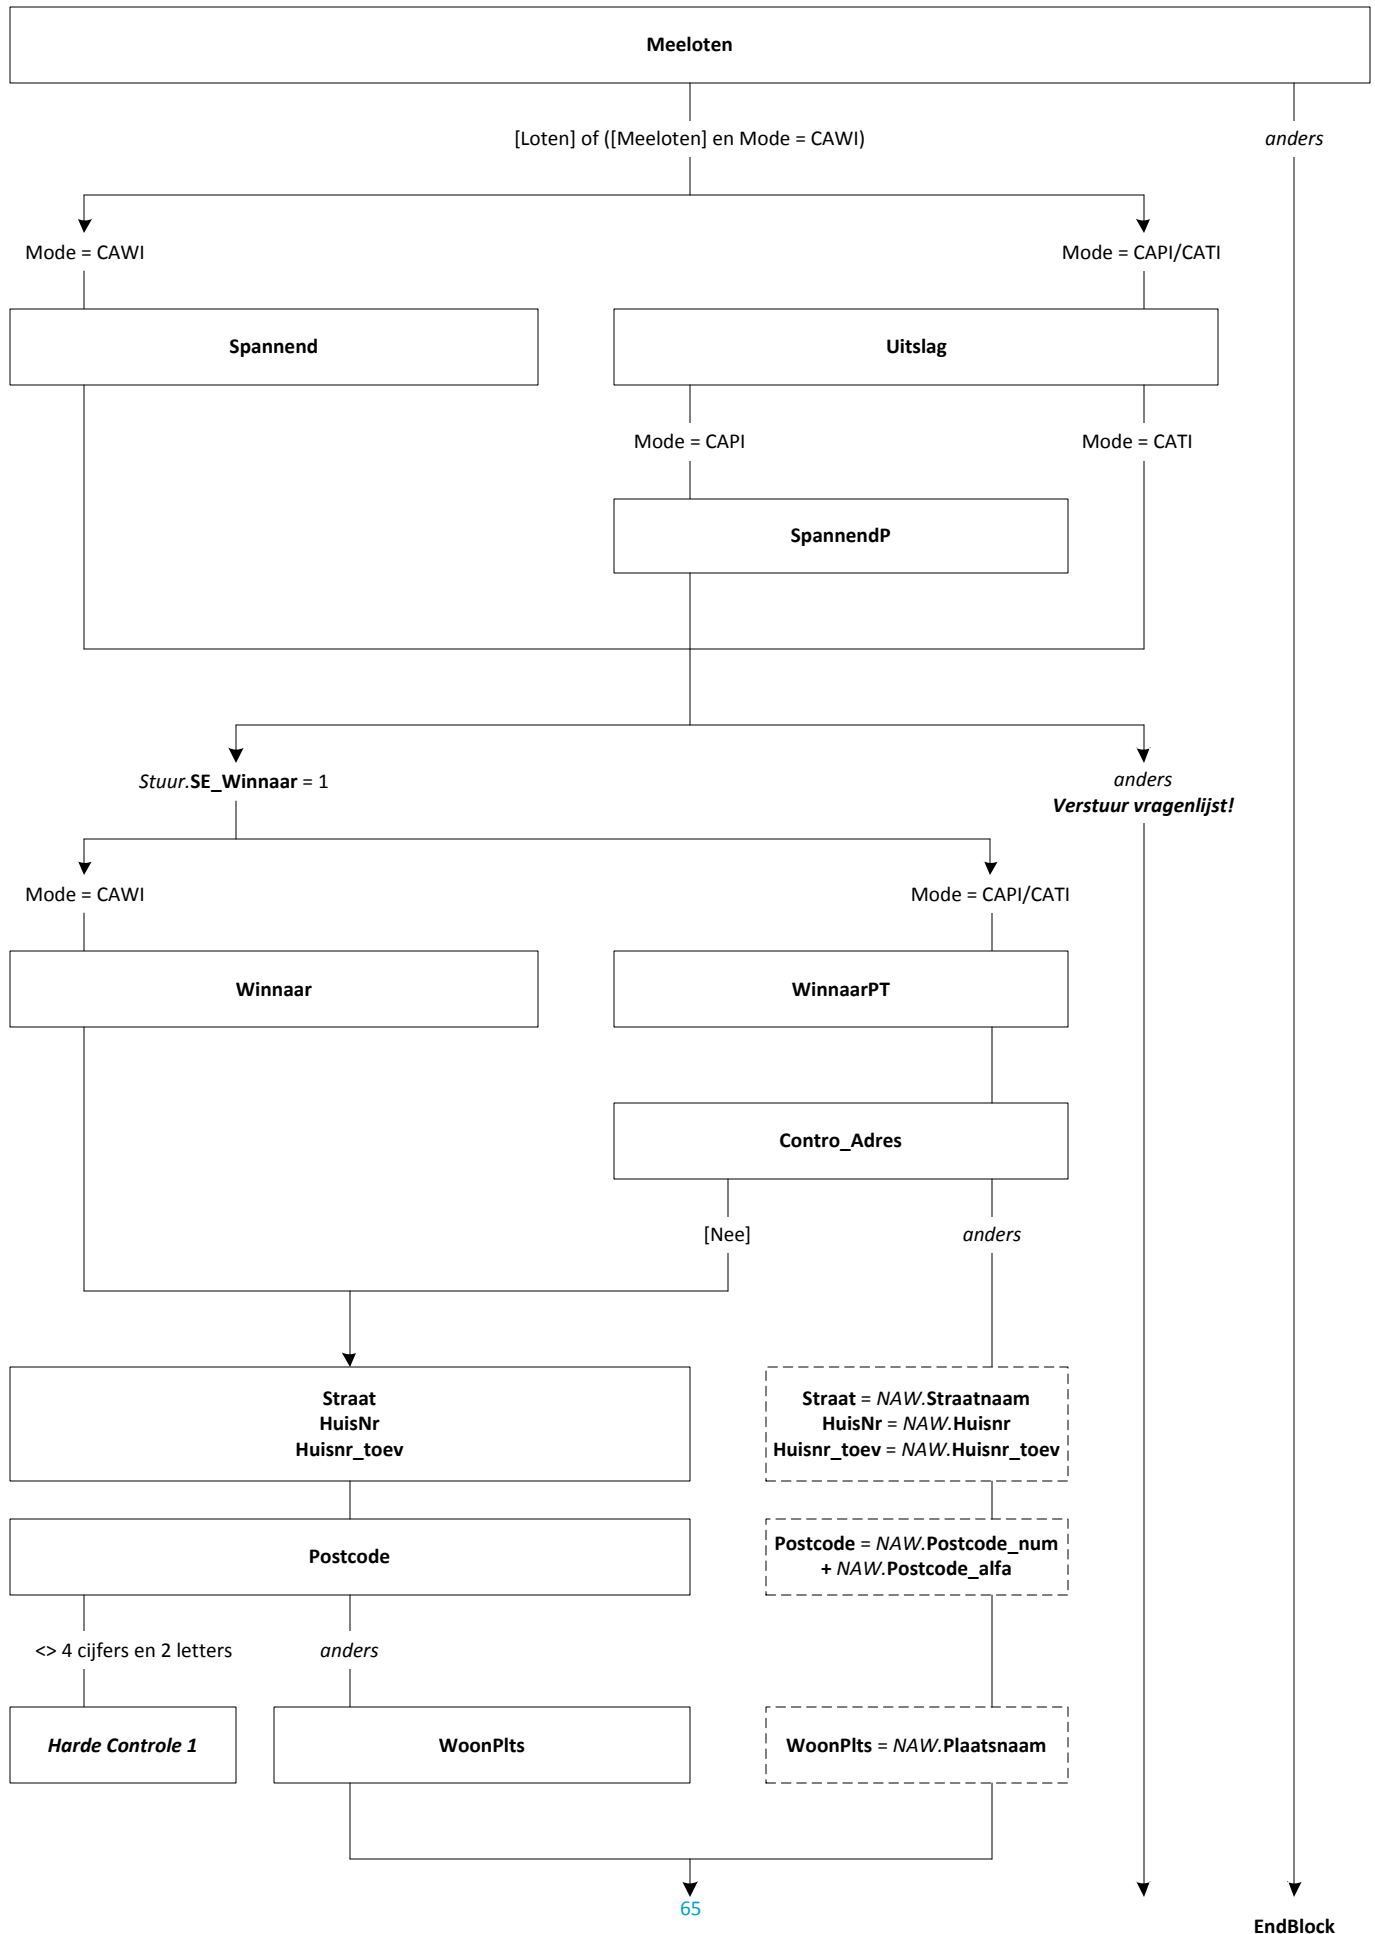 Meeloten
[Loten] of ([Meeloten] en Mode = CAWI)
anders
Mode = CAWI
Mode = CAPI/CATI
Spannend
Uitslag
Mode = CAPI
Mode = CATI
SpannendP
Stuur.SE_Winnaar = 1
anders
Verstuur vragenlijst!
Mode = CAWI
Mode = CAPI/CATI
Winnaar
WinnaarPT
Contro_Adres
[Nee]
anders
Straat
HuisNr
Huisnr_toev
Straat = NAW.Straatnaam
HuisNr = NAW.Huisnr
Huisnr_toev = NAW.Huisnr_toev
Postcode
Postcode = NAW.Postcode_num
+ NAW.Postcode_alfa
<> 4 cijfers en 2 letters
anders
Harde Controle 1
WoonPlts
WoonPlts = NAW.Plaatsnaam
65
EndBlock